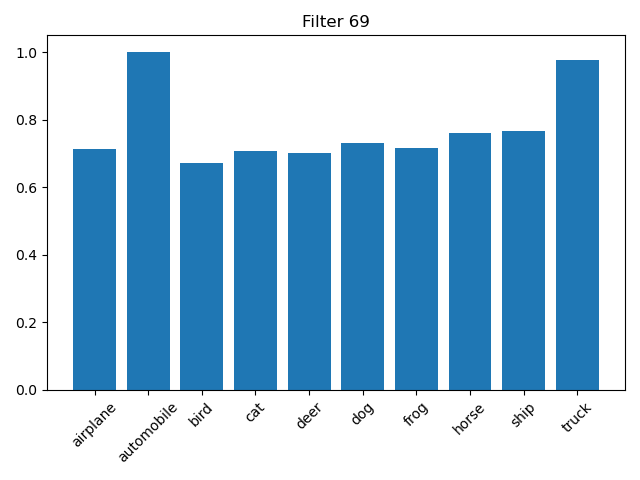 Filter 69
1.0
0.8
0.6
0.4
0.2
0.0
airplane
automobile
bird
cat
deer
dog
frog
horse
ship
truck